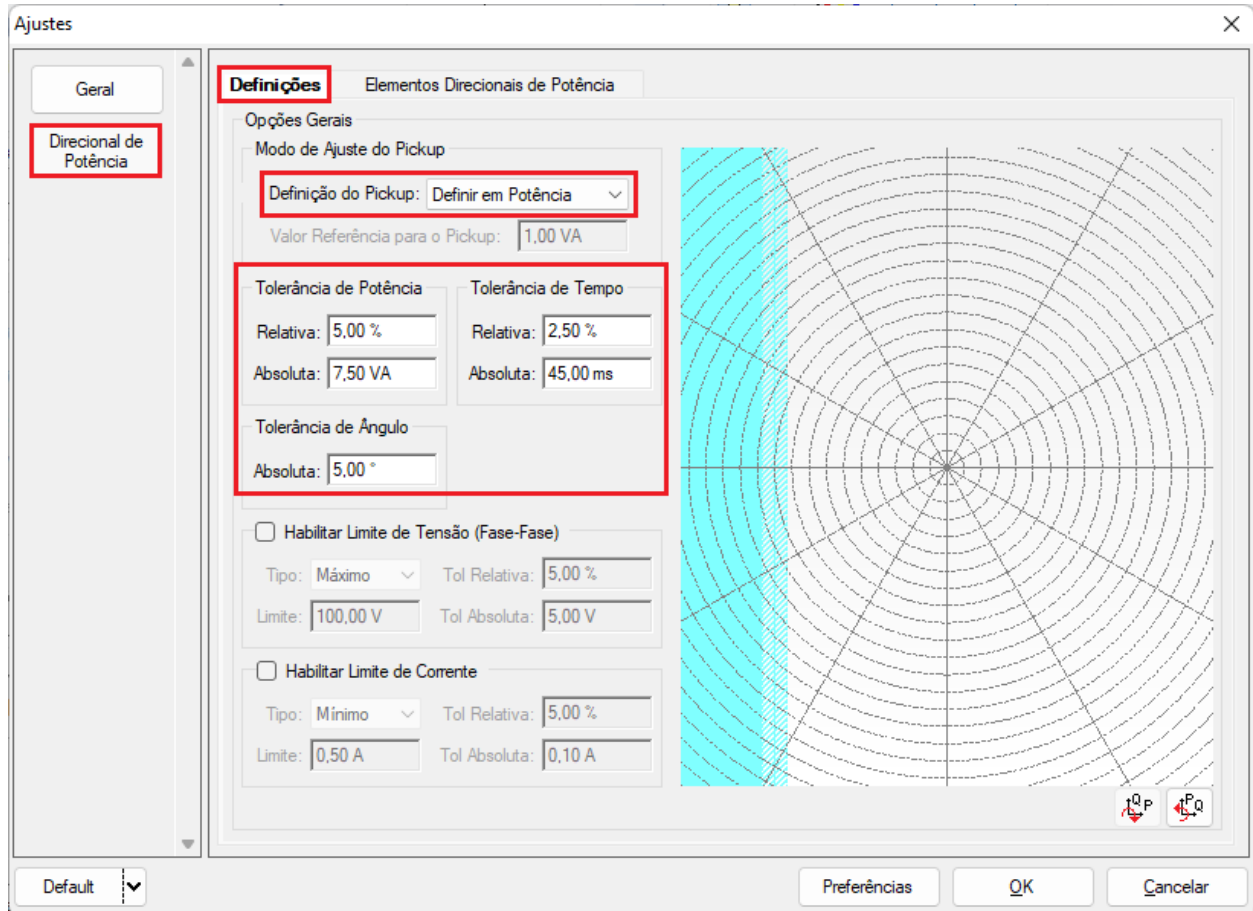 Ajustes
Geral
Direcional de
Potência
Definições
Elementos Direcionais de Potência
Opções Gerais
Modo de Ajuste do Pickup
Definição do Pickup: Definir em Potência
Valor Referência para o Pickup: 1,00 VA
Tolerância de Potência
Relativa: 5,00 %
Absoluta: 7,50 VA
Tolerância de Tempo
Relativa: 2,50 %
Absoluta: 45,00 ms
Tolerância de Ângulo
Absoluta: 5,00 °
Habilitar Limite de Tensão (Fase-Fase)
Tipo: Máximo Tol Relativa: 5,00 %
Limite: 100,00 V Tol Absoluta: 5,00 V
Habilitar Limite de Corrente
Tipo: Mínimo Tol Relativa: 5,00 %
Limite: 0,50 A Tol Absoluta: 0,10 A
Q P
P Q
Default
Preferências
OK
Cancelar